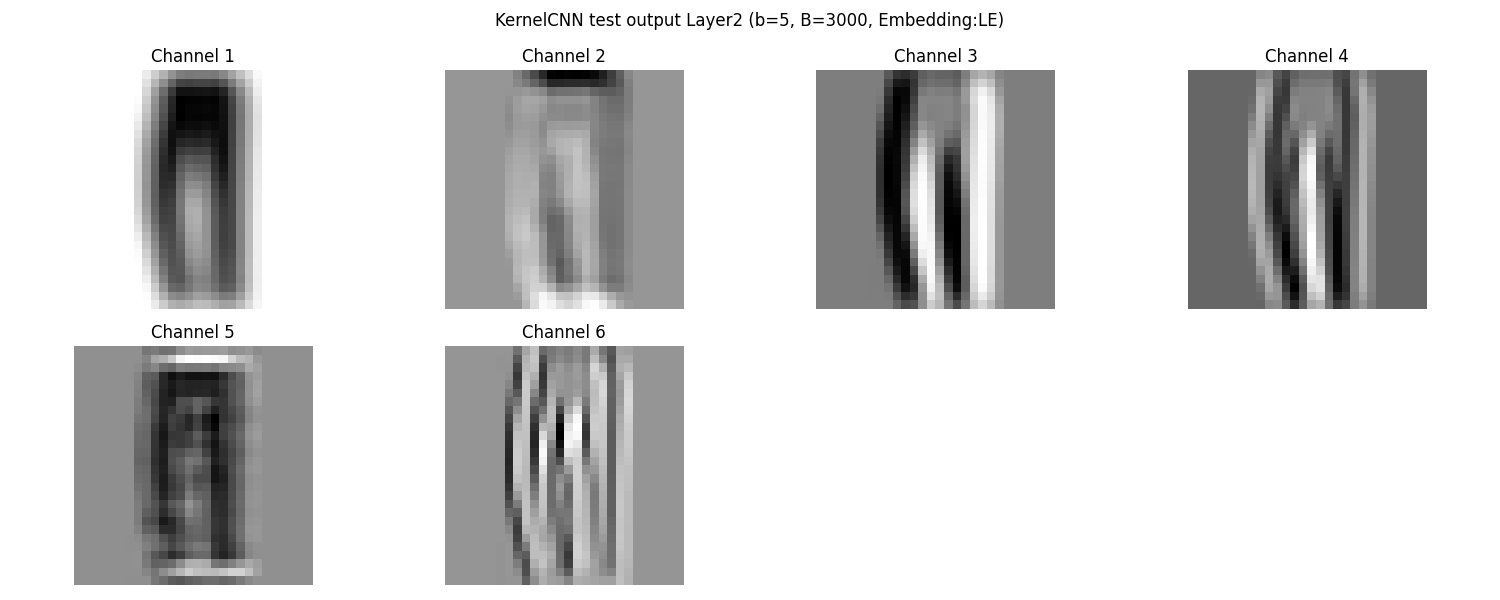 KernelCNN test output Layer2 (b=5, B=3000, Embedding:LE)
Channel 1
Channel 2
Channel 3
Channel 4
Channel 5
Channel 6